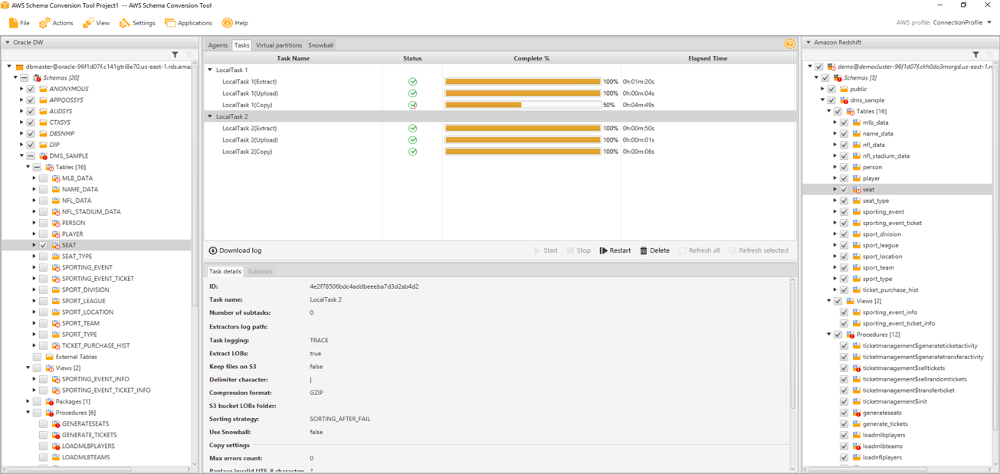 AWS Schema Conversion Tool Project1 -- AWS Schema Conversion Tool
File Actions View Settings Applications Help
AWS profile: ConnectionProfile
Oracle DW
dbmaster@oracle-96f1d07f.c141gtri8e70.us-east-1.rds.amaz
Schemas [20]
ANONYMOUS
APPQOSSYS
AUDSYS
CTXSYS
DBSNMP
DIP
DMS_SAMPLE
Tables [16]
MLB_DATA
NAME_DATA
NFL_DATA
NFL_STADIUM_DATA
PERSON
PLAYER
SEAT
SEAT_TYPE
SPORTING_EVENT
SPORTING_EVENT_TICKET
SPORT_DIVISION
SPORT_LEAGUE
SPORT_LOCATION
SPORT_TEAM
SPORT_TYPE
TICKET_PURCHASE_HIST
External Tables
Views [2]
SPORTING_EVENT_INFO
SPORTING_EVENT_TICKET_INFO
Packages [1]
Procedures [6]
GENERATESEATS
GENERATE_TICKETS
LOADMLBPLAYERS
LOADMLBTEAMS
Agents Tasks Virtual partitions Snowball
Task Name Status Complete % Elapsed Time
LocalTask 1
LocalTask 1(Extract) 100% 0h:01m:20s
LocalTask 1(Upload) 100% 0h:00m:04s
LocalTask 1(Copy) 50% 0h:04m:49s
LocalTask 2
LocalTask 2(Extract) 100% 0h:00m:50s
LocalTask 2(Upload) 100% 0h:00m:01s
LocalTask 2(Copy) 100% 0h:00m:06s
Download log Start Stop Restart Delete Refresh all Refresh selected
Task details Subtasks
ID: 4e2f78506bdc4addbeeeba7d3d2ab4d2
Task name: LocalTask 2
Number of subtasks: 0
Extractors log path:
Task logging: TRACE
Extract LOBs: true
Keep files on S3 false
Delimiter character: |
Compression format: GZIP
S3 bucket LOBs folder:
Sorting strategy: SORTING_AFTER_FAIL
Use Snowball: false
Copy settings
Max errors count: 0
Replace invalid UTF-8 character: ?
Amazon Redshift
demo@democluster-96f1d07f.ckh0do3morgd.us-east-1.r
Schemas [3]
public
dms_sample
Tables [16]
mlb_data
name_data
nfl_data
nfl_stadium_data
person
player
seat
seat_type
sporting_event
sporting_event_ticket
sport_division
sport_league
sport_location
sport_team
sport_type
ticket_purchase_hist
Views [2]
sporting_event_info
sporting_event_ticket_info
Procedures [12]
ticketmanagement$generateticketactivity
ticketmanagement$generatetransferactivity
ticketmanagement$selltickets
ticketmanagement$sellrandomtickets
ticketmanagement$transferticket
ticketmanagement$init
generateseats
generate_tickets
loadmlbplayers
loadmlbteams
loadnflplayers